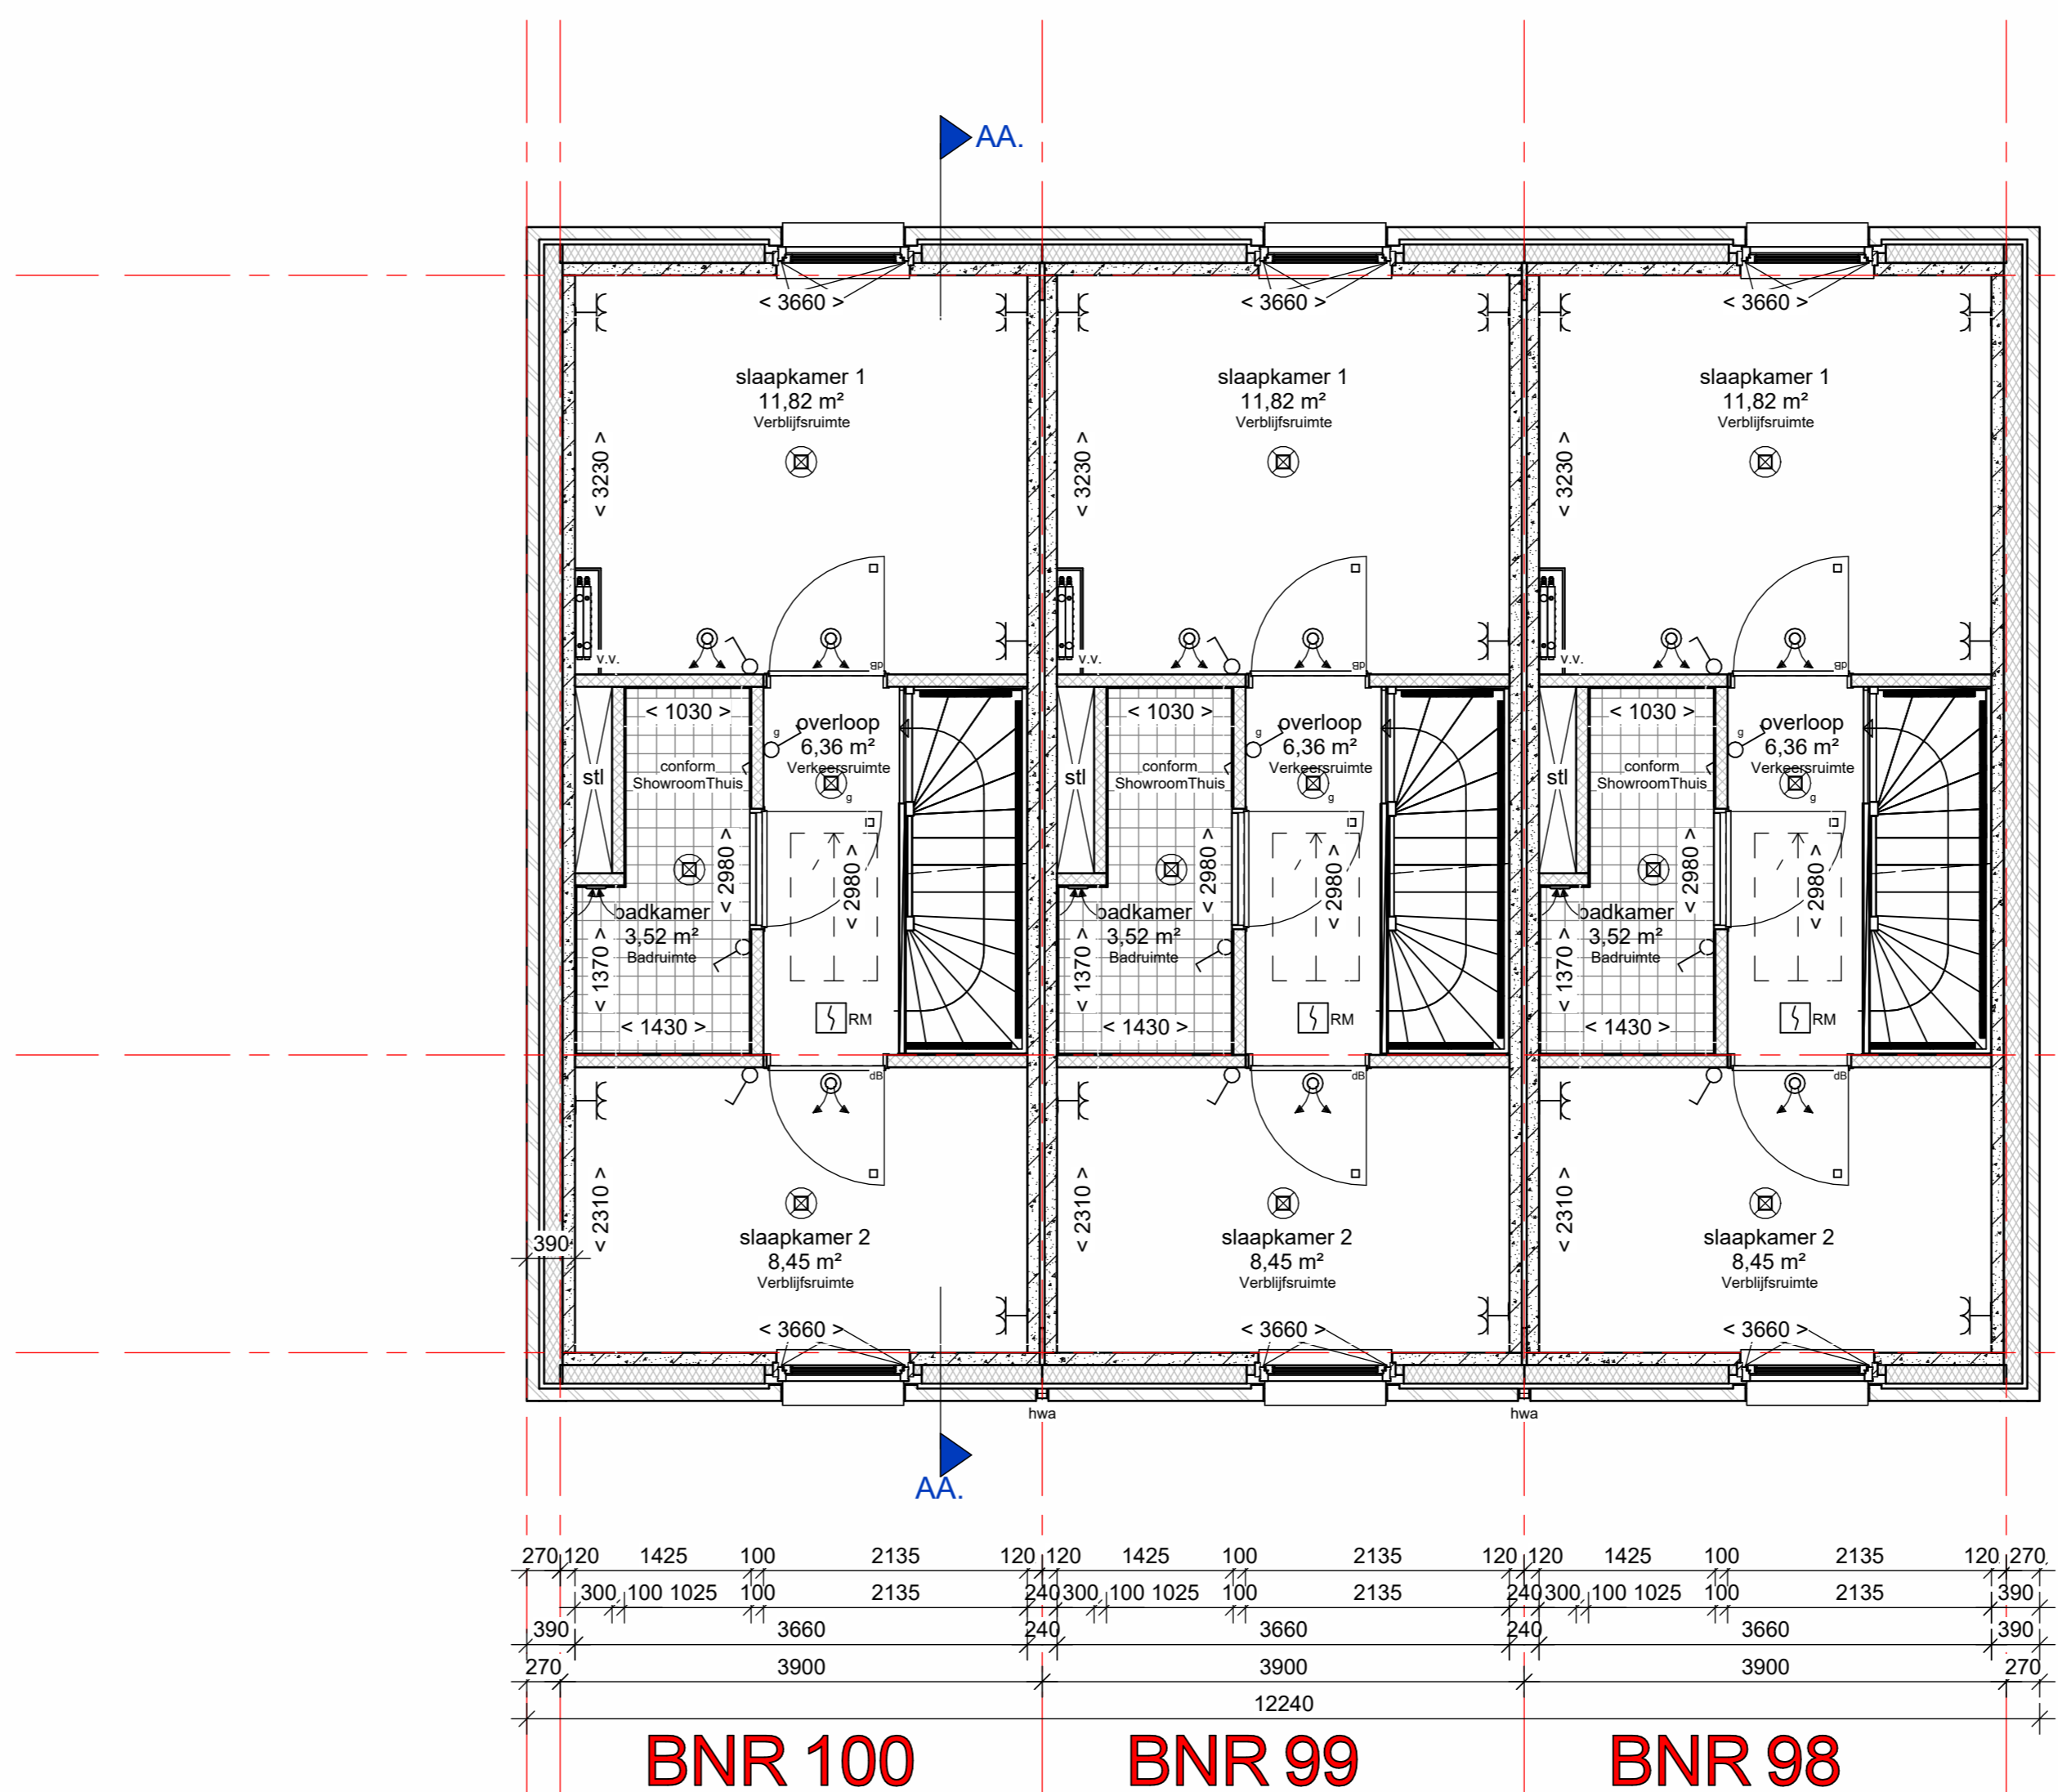 AA.
< 3660 >
< 3660 >
< 3660 >
slaapkamer 1
11,82 m²
Verblijfsruimte
slaapkamer 1
11,82 m²
Verblijfsruimte
slaapkamer 1
11,82 m²
Verblijfsruimte
< 3230 >
< 3230 >
< 3230 >
v.v.
dB
v.v.
dB
v.v.
dB
< 1030 >
conform
ShowroomThuis
stl
g
overloop
6,36 m²
Verkeersruimte
g
< 2980 >
< 2980 >
badkamer
3,52 m²
Badruimte
< 1370 >
< 1430 >
RM
< 1030 >
conform
ShowroomThuis
stl
g
overloop
6,36 m²
Verkeersruimte
g
< 2980 >
< 2980 >
badkamer
3,52 m²
Badruimte
< 1370 >
< 1430 >
RM
< 1030 >
conform
ShowroomThuis
stl
g
overloop
6,36 m²
Verkeersruimte
g
< 2980 >
< 2980 >
badkamer
3,52 m²
Badruimte
< 1370 >
< 1430 >
RM
dB
dB
dB
< 2310 >
< 2310 >
< 2310 >
390
slaapkamer 2
8,45 m²
Verblijfsruimte
slaapkamer 2
8,45 m²
Verblijfsruimte
slaapkamer 2
8,45 m²
Verblijfsruimte
< 3660 >
< 3660 >
< 3660 >
hwa
hwa
AA.
270 120 1425 100 2135 120 120 1425 100 2135 120 120 1425 100 2135 120 270
300 100 1025 100 2135 240 300 100 1025 100 2135 240 300 100 1025 100 2135 390
390 3660 240 3660 240 3660 390
270 3900 3900 3900 270
12240
BNR 100 BNR 99 BNR 98